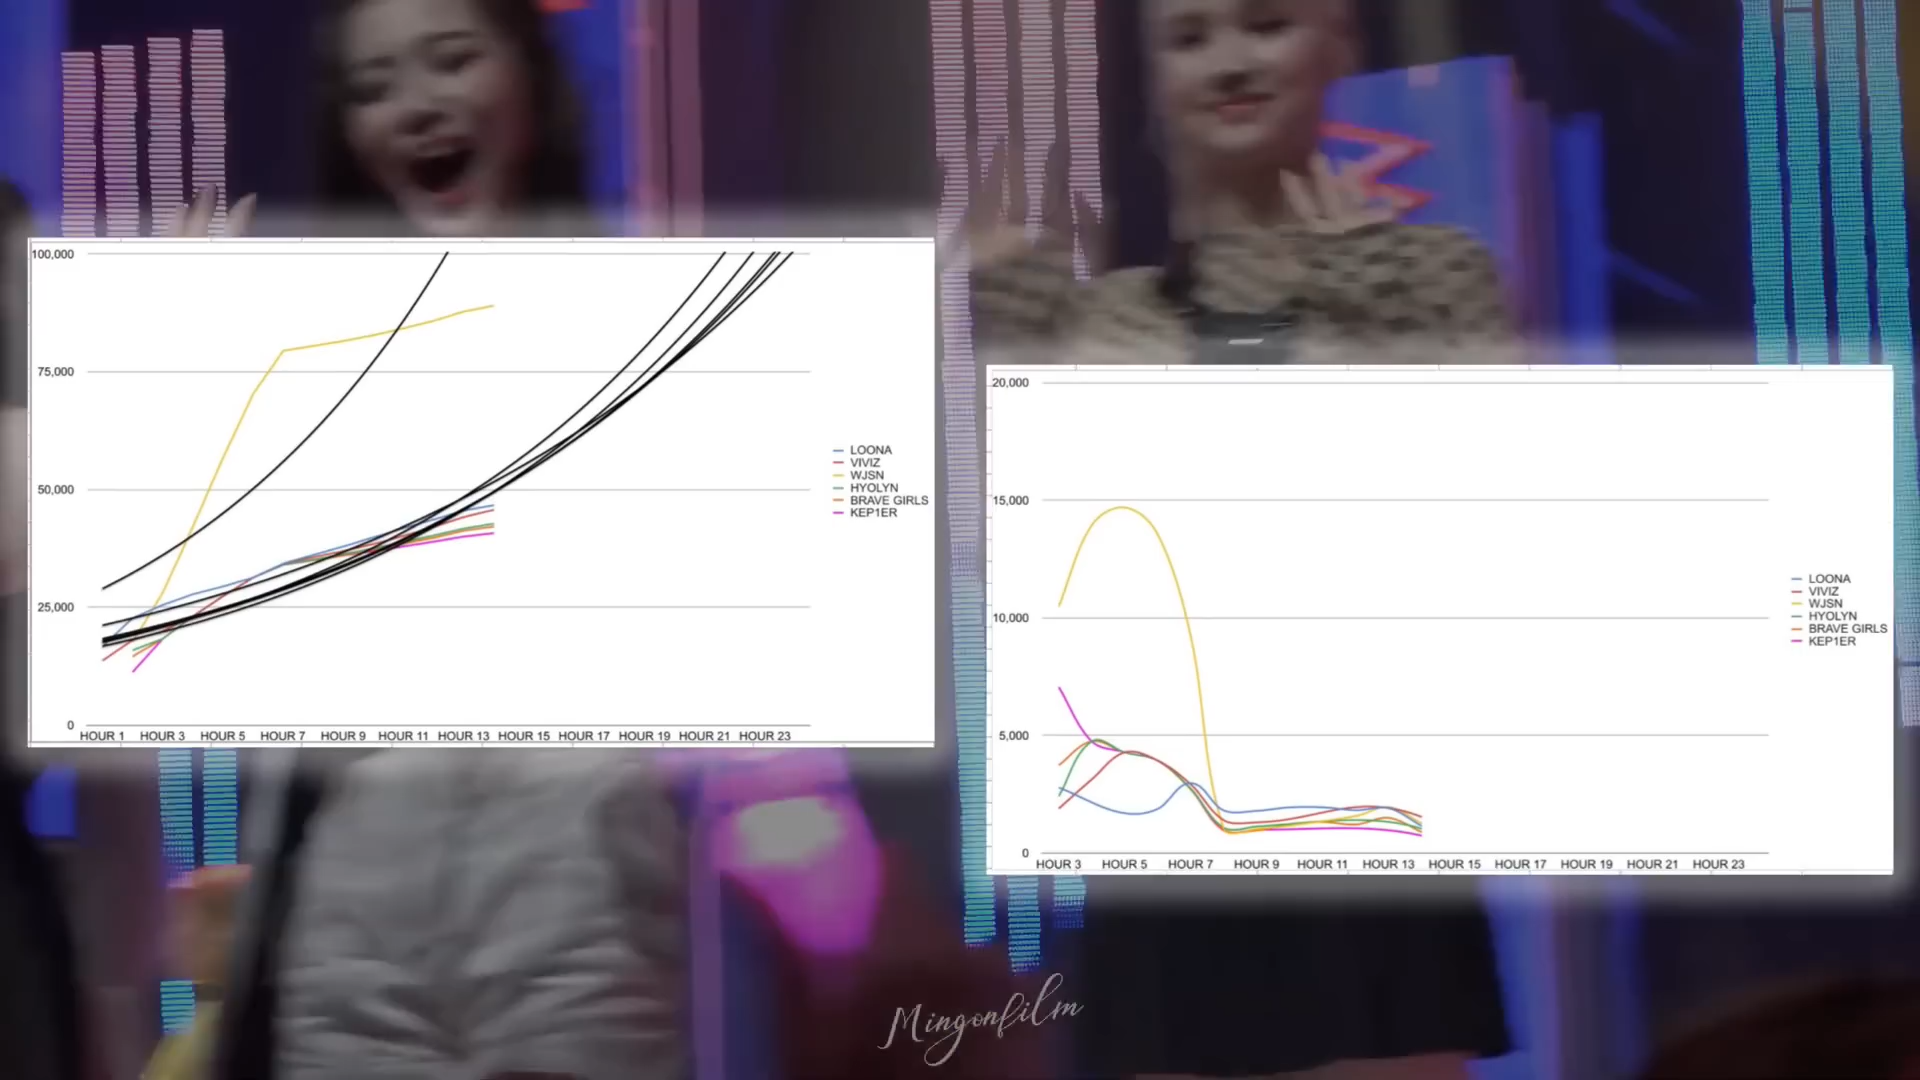 100,000
75,000
50,000
25,000
0
HOUR 1 HOUR 3 HOUR 5 HOUR 7 HOUR 9 HOUR 11 HOUR 13 HOUR 15 HOUR 17 HOUR 19 HOUR 21 HOUR 23
LOONA
VIVIZ
WJSN
HYOLYN
BRAVE GIRLS
KEP1ER
20,000
15,000
10,000
5,000
0
HOUR 3 HOUR 5 HOUR 7 HOUR 9 HOUR 11 HOUR 13 HOUR 15 HOUR 17 HOUR 19 HOUR 21 HOUR 23
LOONA
VIVIZ
WJSN
HYOLYN
BRAVE GIRLS
KEP1ER
Mingonfilm